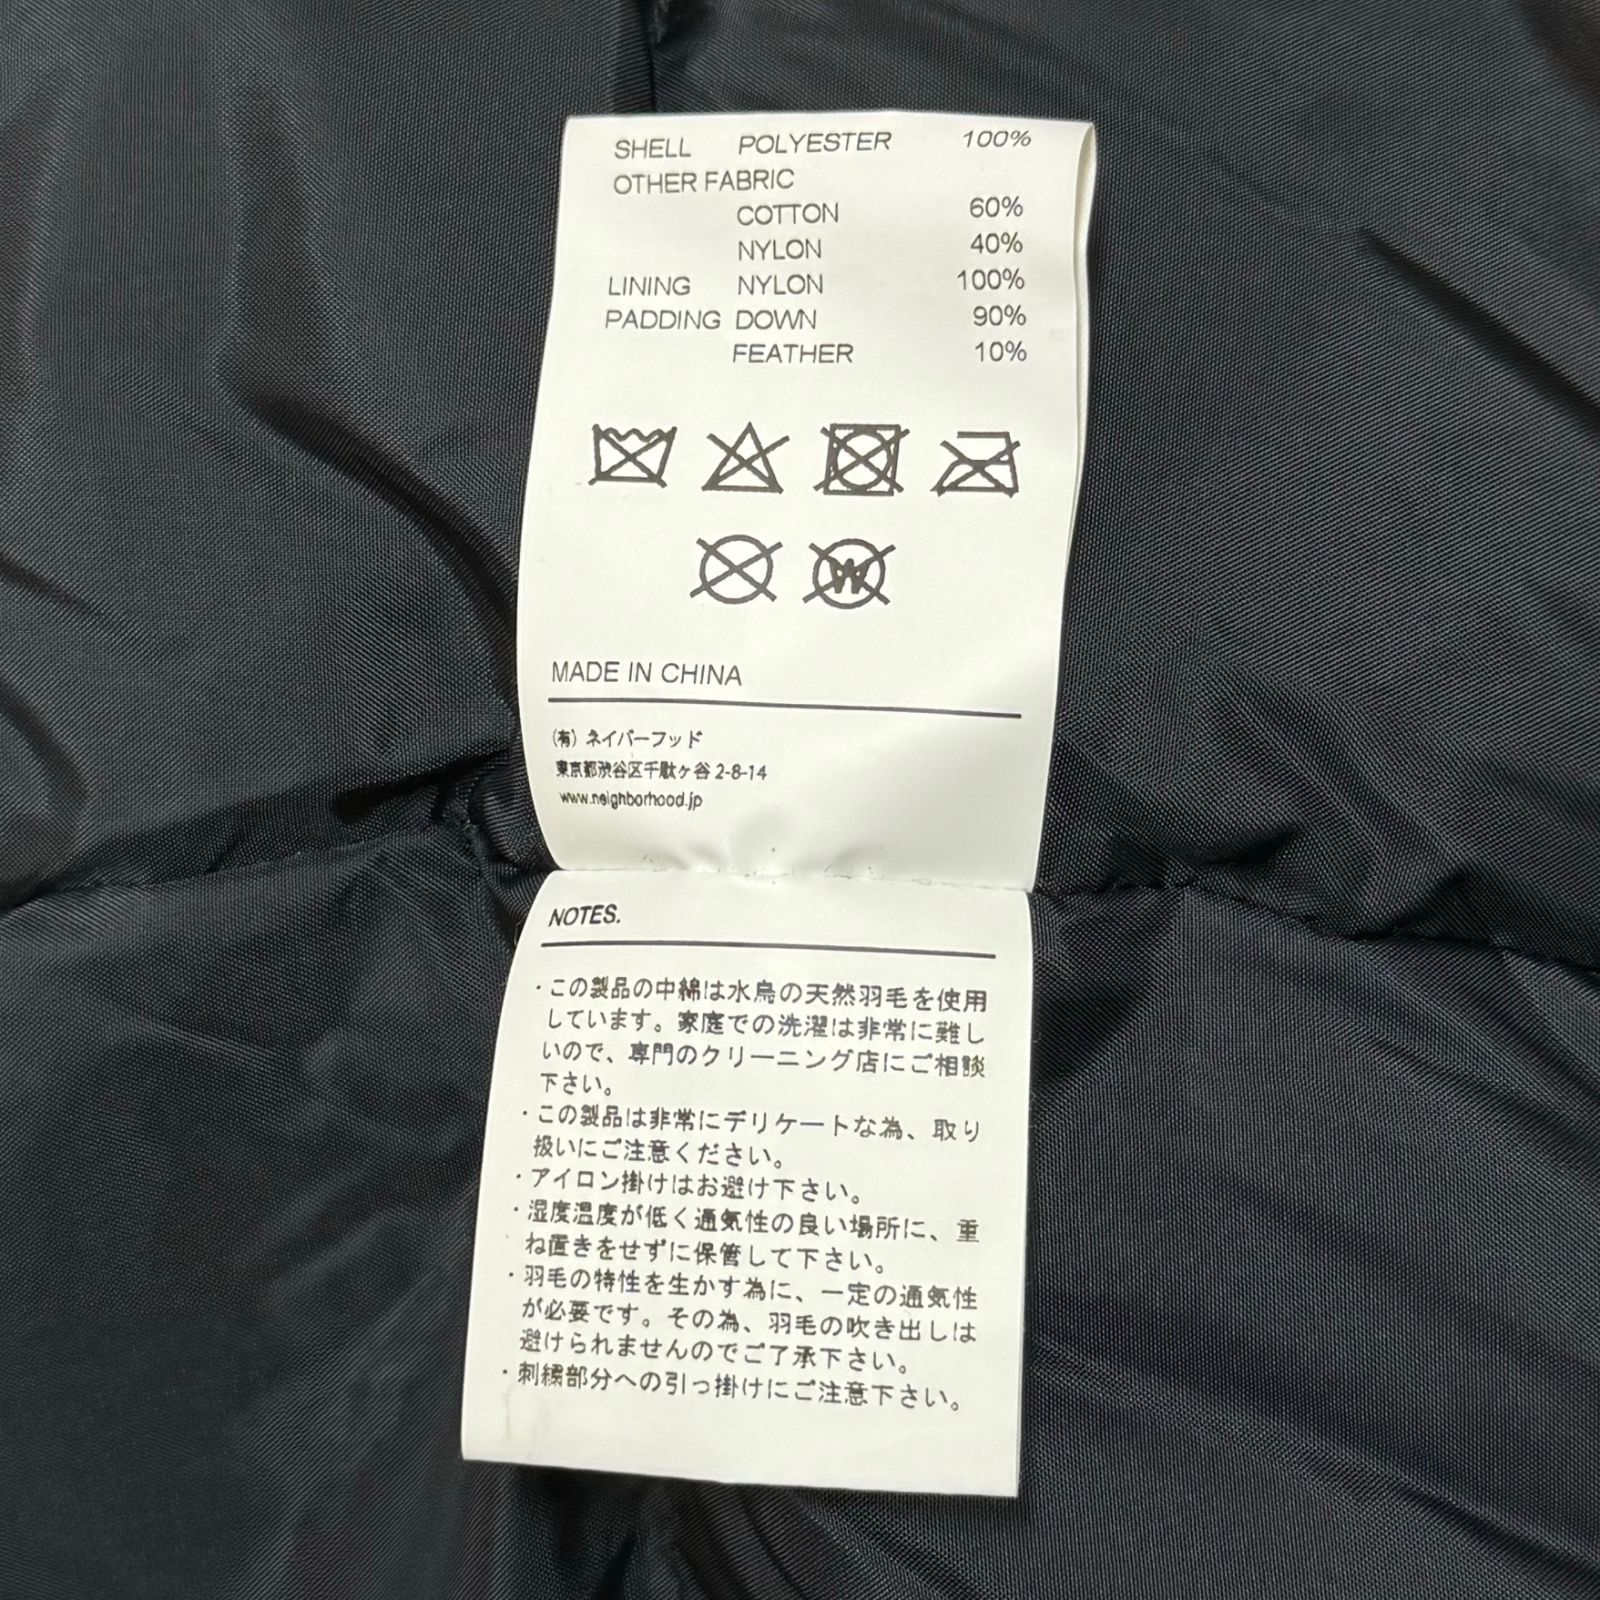 SHELL POLYESTER 100%
OTHER FABRIC
COTTON 60%
NYLON 40%
LINING NYLON 100%
PADDING DOWN 90%
FEATHER 10%
W
MADE IN CHINA
(有) ネイバーフッド
東京都渋谷区千駄ヶ谷 2-8-14
www.neighborhood.jp
NOTES.
・この製品の中綿は水鳥の天然羽毛を使用
しています。家庭での洗濯は非常に難し
いので、専門のクリーニング店にご相談
下さい。
・この製品は非常にデリケートな為、取り
扱いにご注意ください。
・アイロン掛けはお避け下さい。
・湿度温度が低く通気性の良い場所に、重
ね置きをせずに保管して下さい。
・羽毛の特性を生かす為に、一定の通気性
が必要です。その為、羽毛の吹き出しは
避けられませんのでご了承下さい。
・刺繍部分への引っ掛けにご注意下さい。